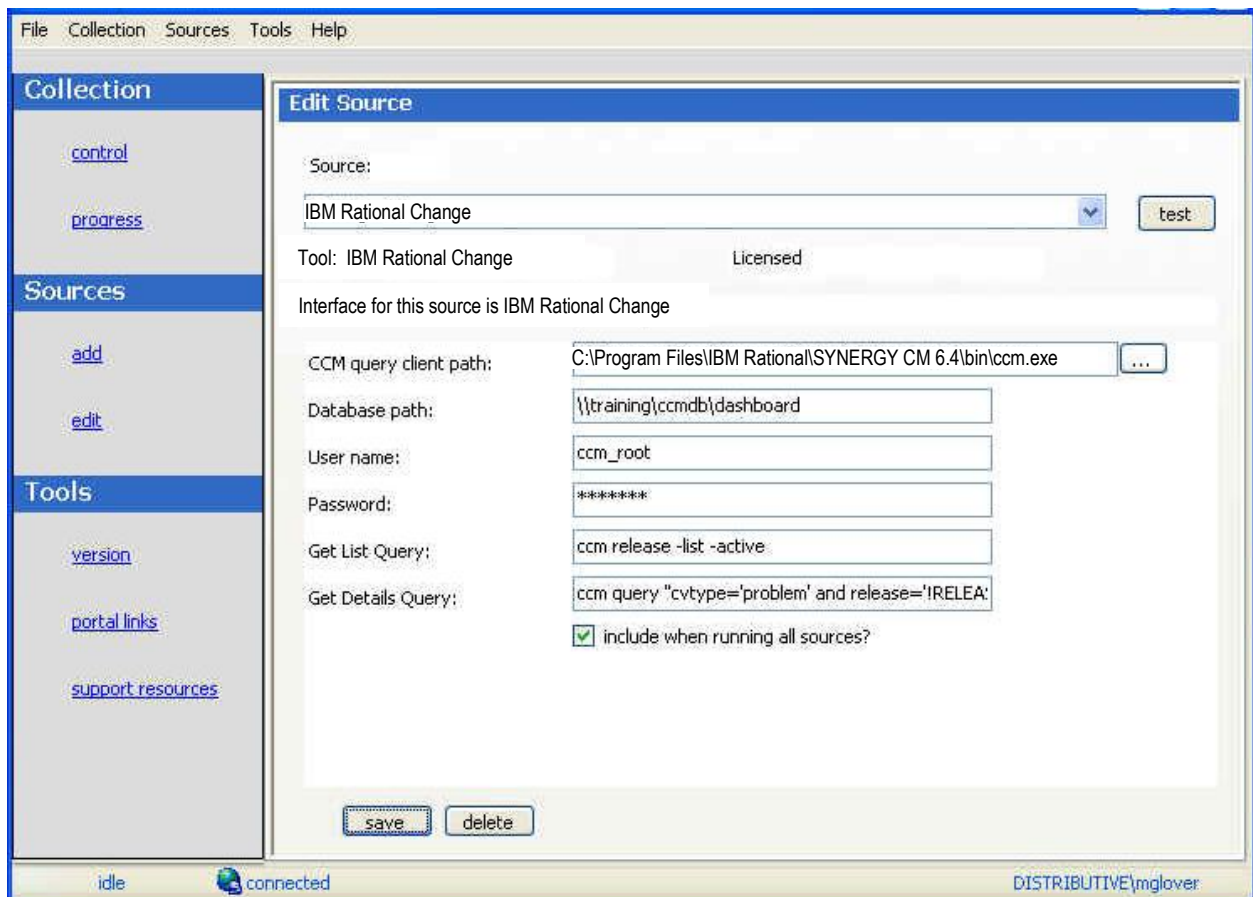 File Collection Sources Tools Help
Collection
control
progress
Sources
add
edit
Tools
version
portal links
support resources
Edit Source
Source:
IBM Rational Change
test
Tool: IBM Rational Change
Licensed
Interface for this source is IBM Rational Change
CCM query client path: C:\Program Files\IBM Rational\SYNERGY CM 6.4\bin\ccm.exe ...
Database path: \\training\ccmdb\dashboard
User name: ccm_root
Password: *******
Get List Query: ccm release -list -active
Get Details Query: ccm query "cvtype='problem' and release='!RELEA
include when running all sources?
save delete
idle connected DISTRIBUTIVE\mglover